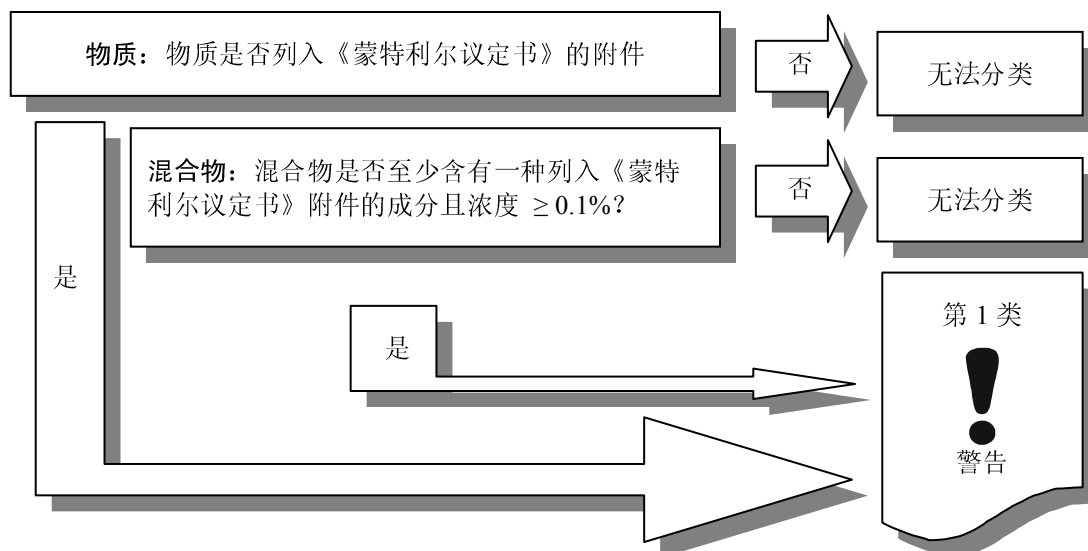 物质：物质是否列入《蒙特利尔议定书》的附件
否
无法分类
混合物：混合物是否至少含有一种列入《蒙特
利尔议定书》附件的成分且浓度 ≥ 0.1%？
否
无法分类
是
是
第 1 类
警告